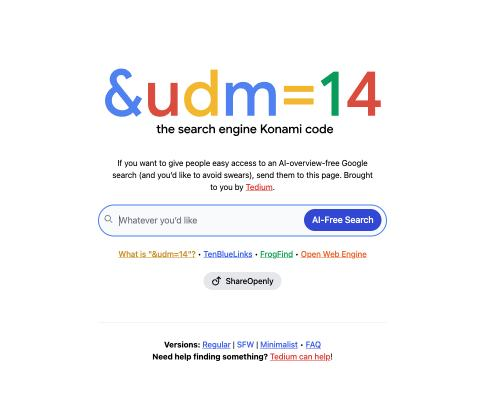 &udm=14
the search engine Konami code
If you want to give people easy access to an AI-overview-free Google
search (and you'd like to avoid swears), send them to this page. Brought
to you by Tedium.
Whatever you'd like
AI-Free Search
What is "&udm=14"? • TenBlueLinks • FrogFind • Open Web Engine
ShareOpenly
Versions: Regular | SFW | Minimalist • FAQ
Need help finding something? Tedium can help!